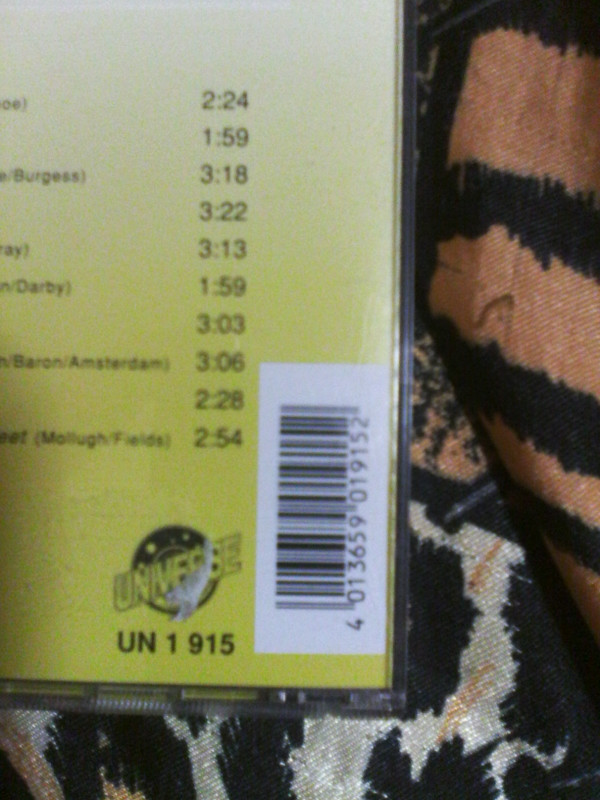 oe) 2:24
1:59
e/Burgess) 3:18
3:22
ray) 3:13
n/Darby) 1:59
3:03
n/Baron/Amsterdam) 3:06
2:28
eet (Mollugh/Fields) 2:54
UNIVERSE
UN 1 915
4 013659 019152